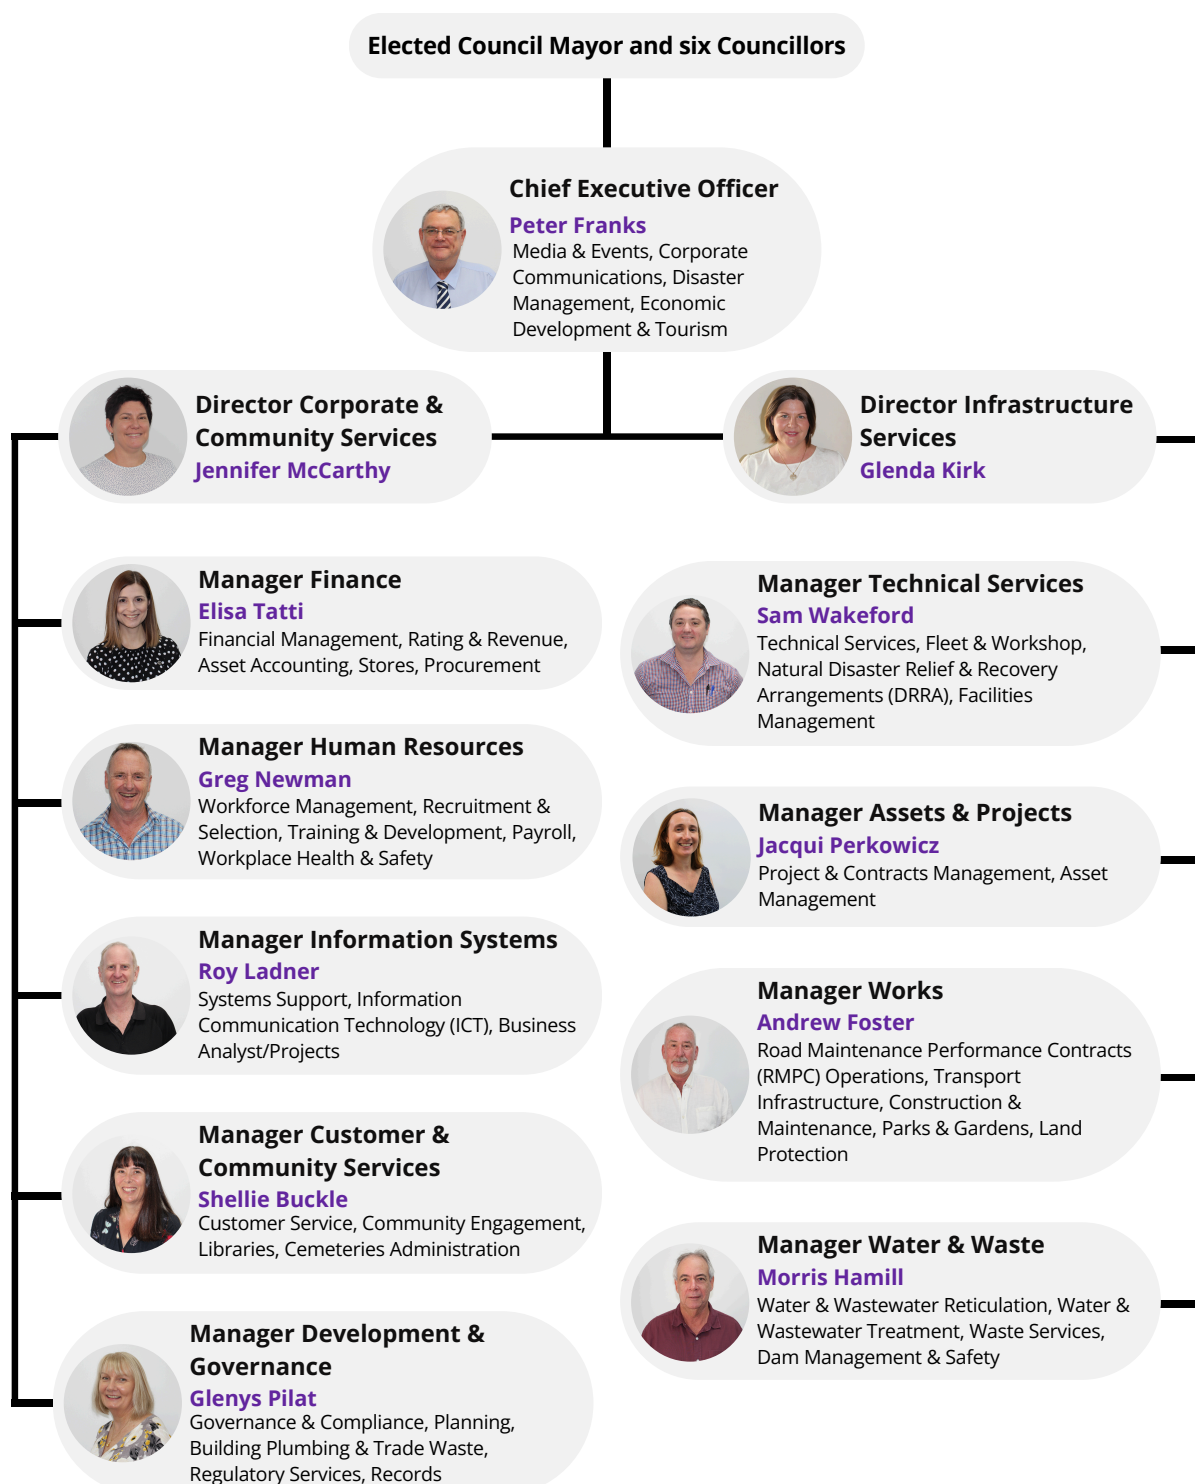 Elected Council Mayor and six Councillors
Chief Executive Officer
Peter Franks
Media & Events, Corporate
Communications, Disaster
Management, Economic
Development & Tourism
Director Corporate &
Community Services
Jennifer McCarthy
Director Infrastructure
Services
Glenda Kirk
Manager Finance
Elisa Tatti
Financial Management, Rating & Revenue,
Asset Accounting, Stores, Procurement
Manager Human Resources
Greg Newman
Workforce Management, Recruitment &
Selection, Training & Development, Payroll,
Workplace Health & Safety
Manager Information Systems
Roy Ladner
Systems Support, Information
Communication Technology (ICT), Business
Analyst/Projects
Manager Customer &
Community Services
Shellie Buckle
Customer Service, Community Engagement,
Libraries, Cemeteries Administration
Manager Development &
Governance
Glenys Pilat
Governance & Compliance, Planning,
Building Plumbing & Trade Waste,
Regulatory Services, Records
Manager Technical Services
Sam Wakeford
Technical Services, Fleet & Workshop,
Natural Disaster Relief & Recovery
Arrangements (DRRA), Facilities
Management
Manager Assets & Projects
Jacqui Perkowicz
Project & Contracts Management, Asset
Management
Manager Works
Andrew Foster
Road Maintenance Performance Contracts
(RMPC) Operations, Transport
Infrastructure, Construction &
Maintenance, Parks & Gardens, Land
Protection
Manager Water & Waste
Morris Hamill
Water & Wastewater Reticulation, Water &
Wastewater Treatment, Waste Services,
Dam Management & Safety